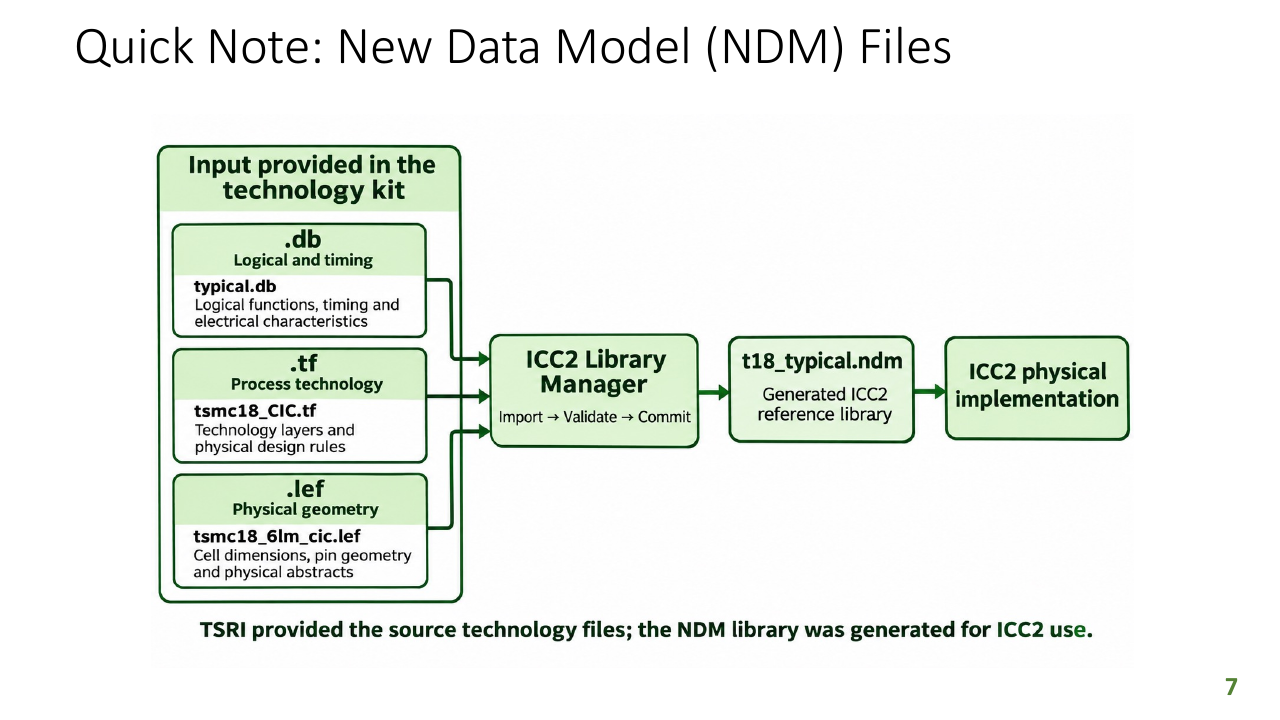 Quick Note: New Data Model (NDM) Files
Input provided in the
technology kit
.db
Logical and timing
typical.db
Logical functions, timing and
electrical characteristics
.tf
Process technology
tsmc18_CIC.tf
Technology layers and
physical design rules
.lef
Physical geometry
tsmc18_6lm_cic.lef
Cell dimensions, pin geometry
and physical abstracts
ICC2 Library
Manager
Import → Validate → Commit
t18_typical.ndm
Generated ICC2
reference library
ICC2 physical
implementation
TSRI provided the source technology files; the NDM library was generated for ICC2 use.
7